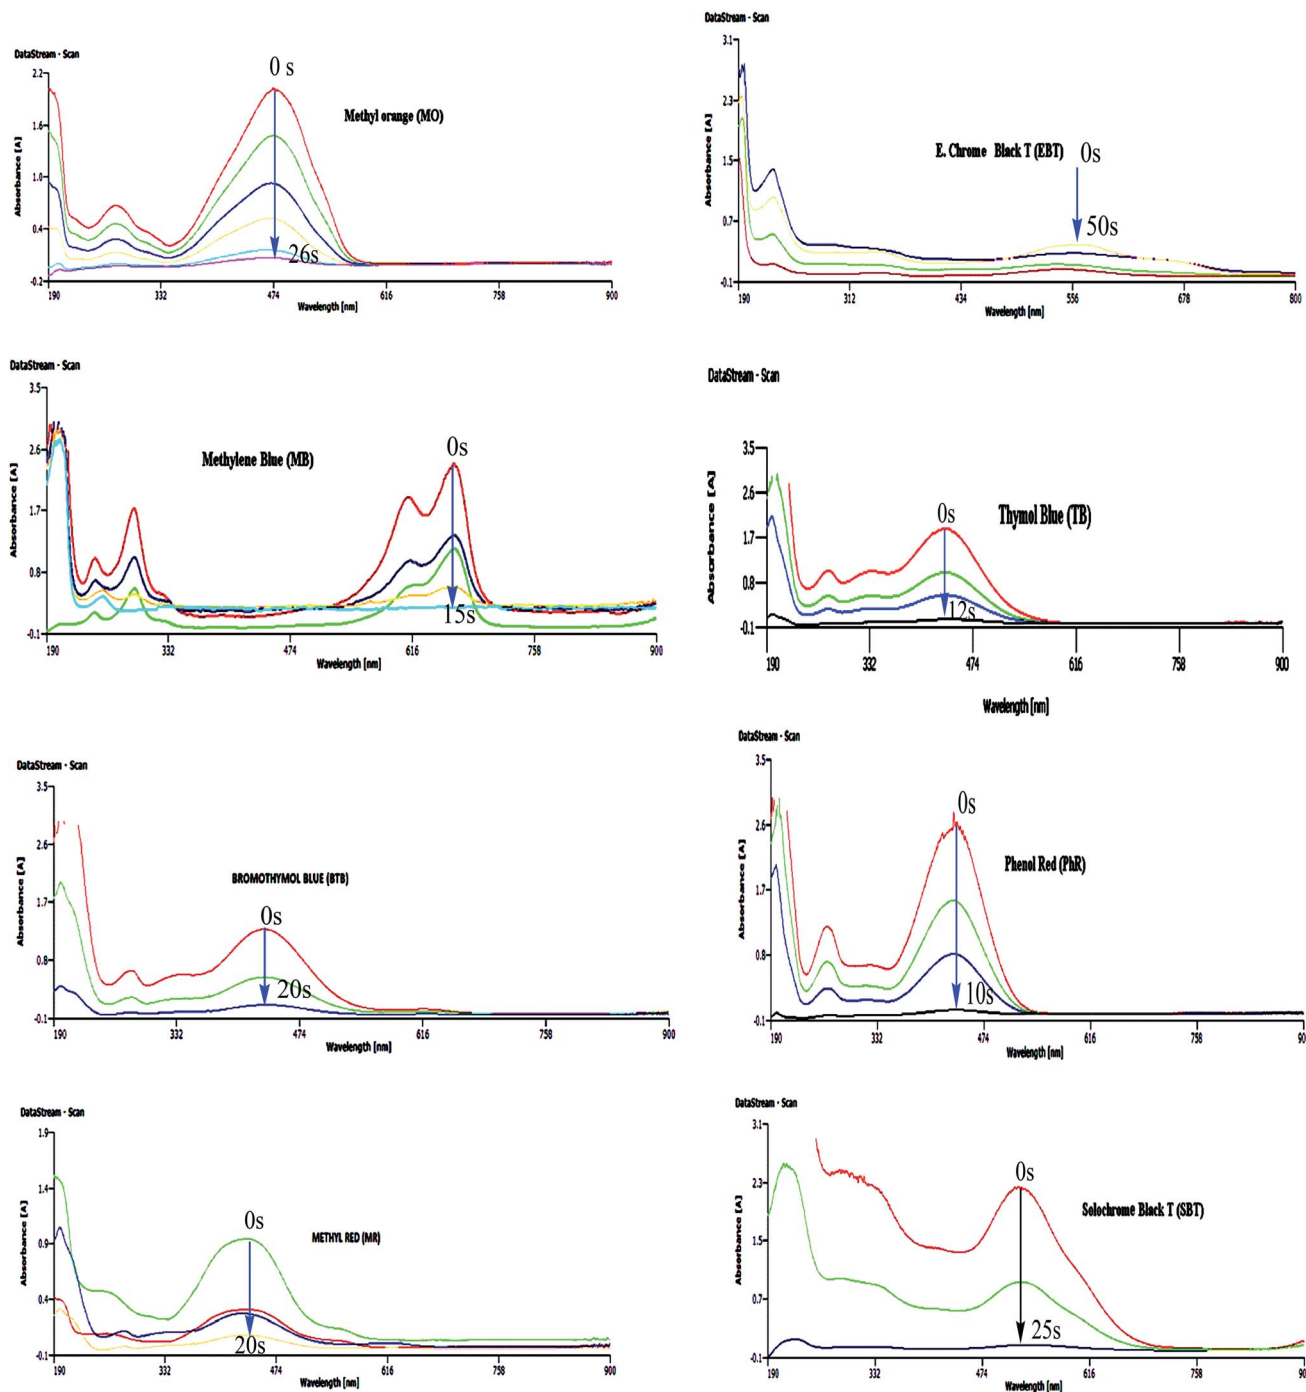 DataStream - Scan
2.2
1.6
1.0
0.4
-0.2
Absorbance [A]
0 s
Methyl orange (MO)
26s
190
332
474
616
758
900
Wavelength [nm]
DataStream - Scan
3.1
2.3
1.5
0.7
-0.1
Absorbance [A]
E. Chrome Black T (EBT)
0s
50s
190
312
434
556
678
800
Wavelength [nm]
DataStream - Scan
3.5
2.6
1.7
0.8
-0.1
Absorbance [A]
Methylene Blue (MB)
0s
15s
190
332
474
616
758
900
Wavelength [nm]
DataStream - Scan
3.5
2.6
1.7
0.8
-0.1
Absorbance [A]
0s
Thymol Blue (TB)
12s
190
332
474
616
758
900
Wavelength [nm]
DataStream - Scan
3.5
2.6
1.7
0.8
-0.1
Absorbance [A]
BROMOTHYMOL BLUE (BTB)
0s
20s
190
332
474
616
758
900
Wavelength [nm]
DataStream - Scan
3.5
2.6
1.7
0.8
-0.1
Absorbance [A]
0s
Phenol Red (PhR)
10s
190
332
474
616
758
90
Wavelength [nm]
DataStream - Scan
1.9
1.4
0.9
0.4
-0.1
Absorbance [A]
0s
METHYL RED (MR)
20s
190
332
474
616
758
900
Wavelength [nm]
DataStream - Scan
3.1
2.3
1.5
0.7
-0.1
Absorbance [A]
0s
Solochrome Black T (SBT)
25s
190
332
474
616
758
90
Wavelength [nm]